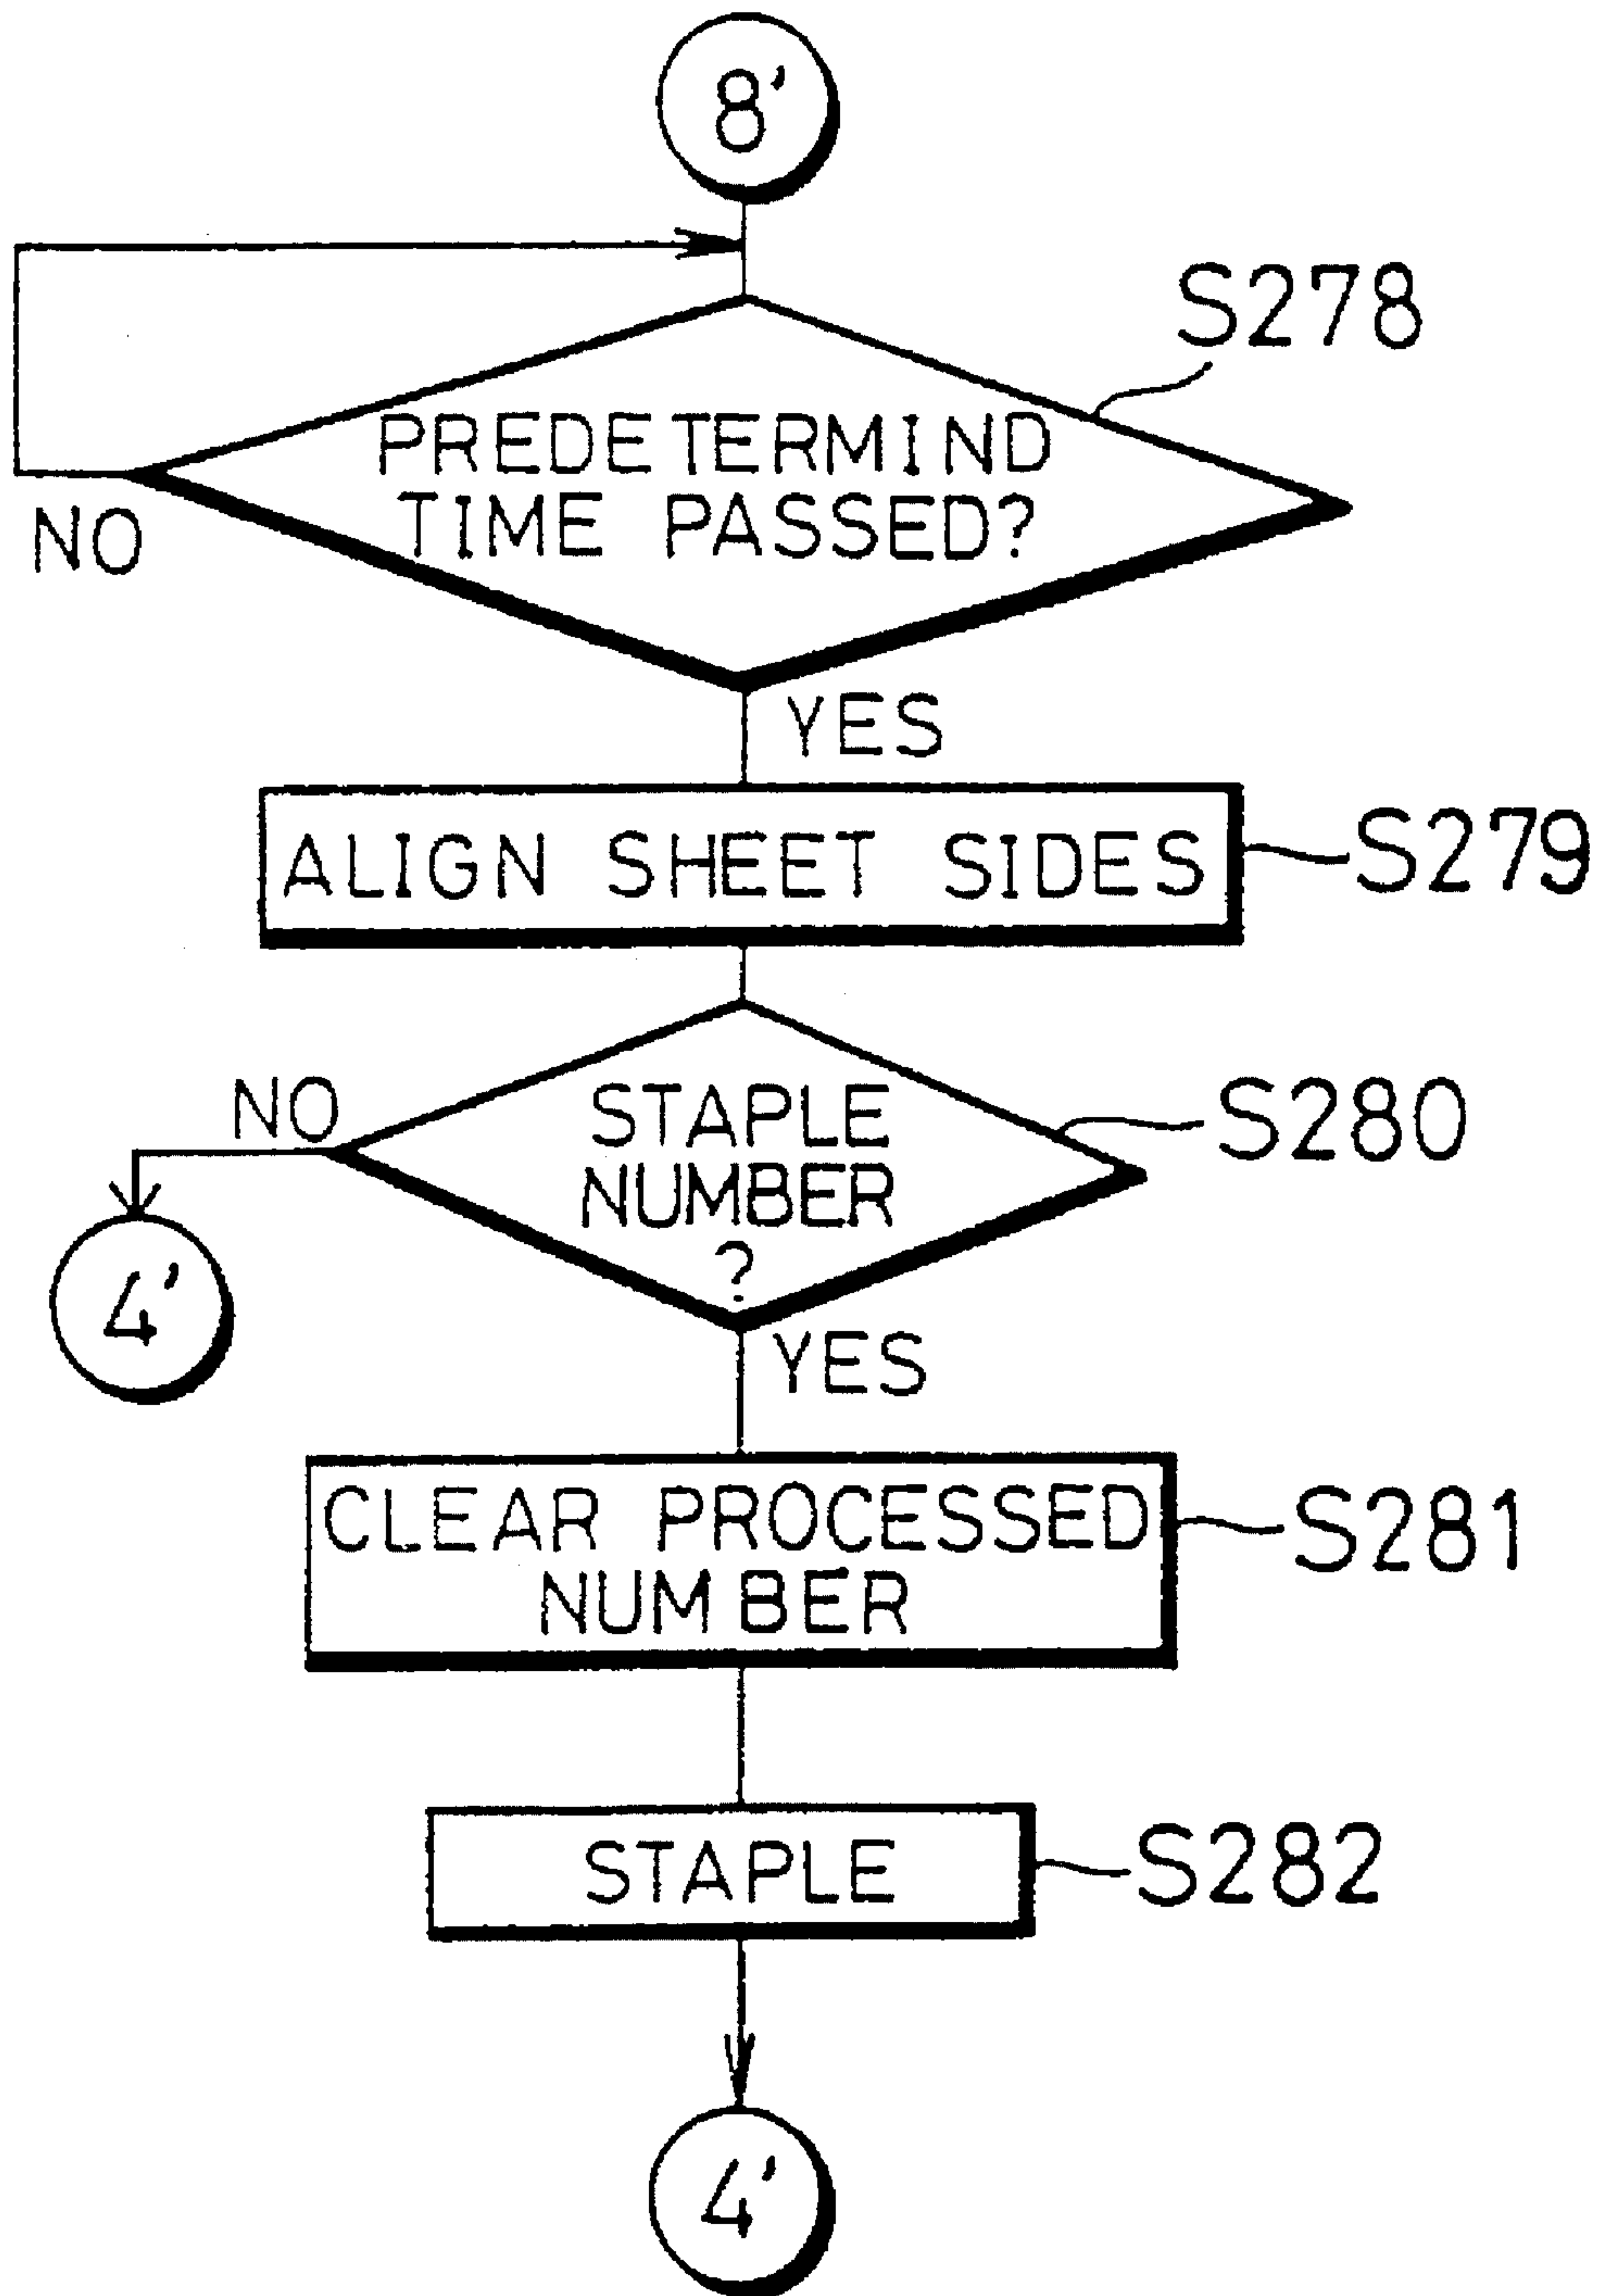 8'
S278
PREDETERMIND
TIME PASSED?
NO
YES
ALIGN SHEET SIDES
S279
NO
STAPLE
NUMBER
?
S280
4'
YES
CLEAR PROCESSED
NUMBER
S281
STAPLE
S282
4'